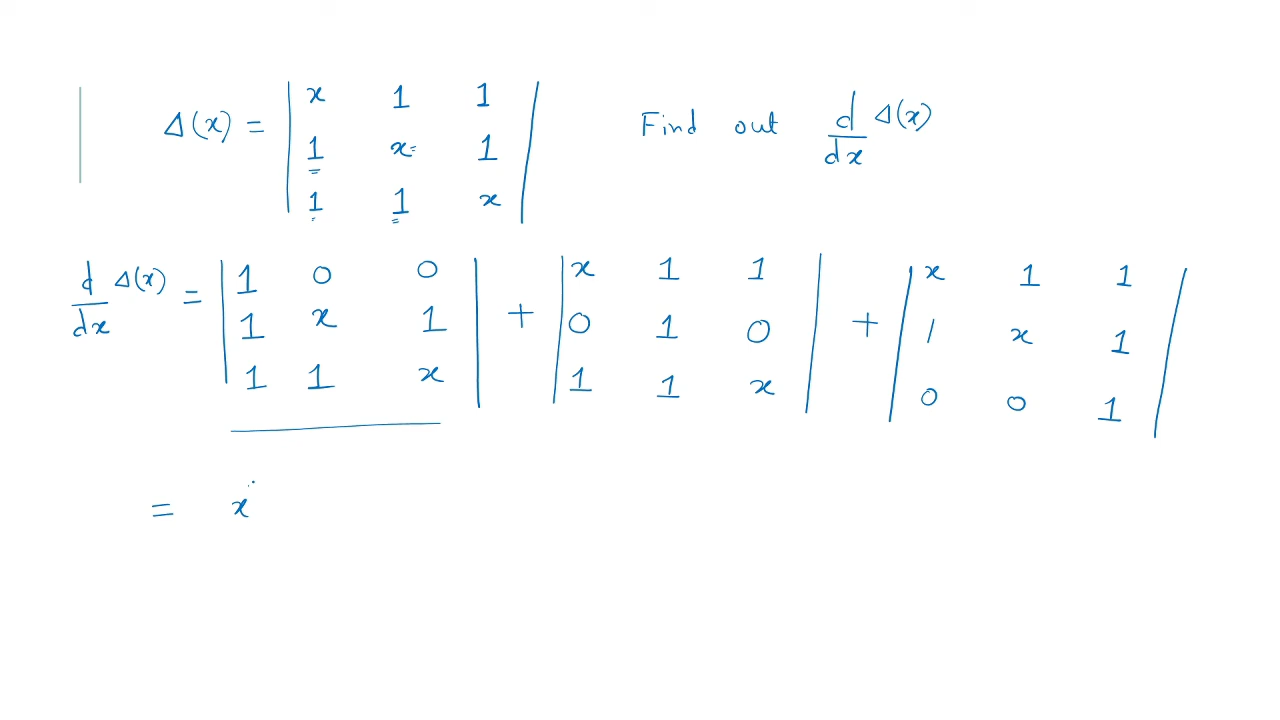 Δ(x) = | x 1 1 | Find out d/dx Δ(x)
| 1 x 1 |
| 1 1 x |
d/dx Δ(x) = | 1 0 0 | + | x 1 1 | + | x 1 1 |
| 1 x 1 | | 0 1 0 | | 1 x 1 |
| 1 1 x | | 1 1 x | | 0 0 1 |
= x